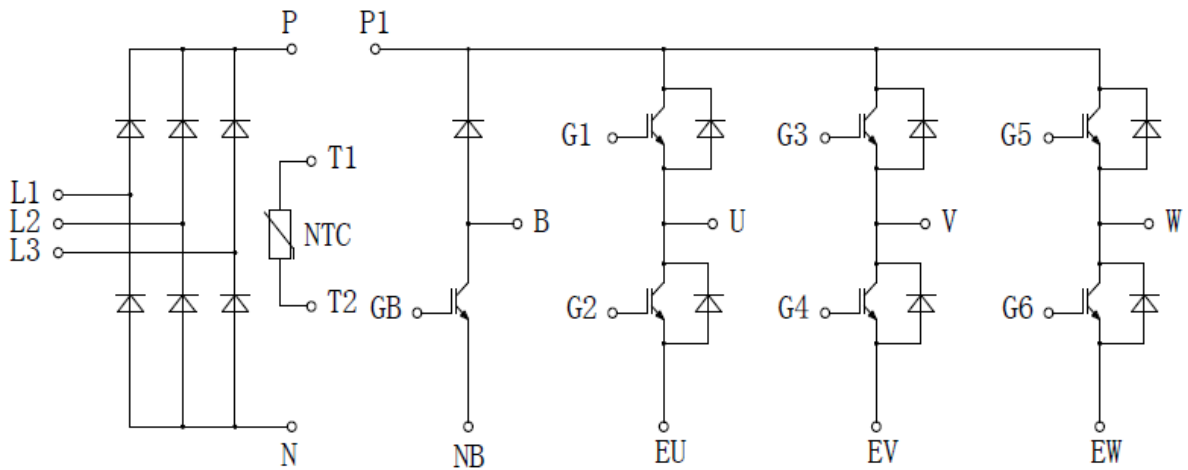 P P1
G1 G3 G5
T1
L1
L2
L3
NTC
B U V W
T2
GB G2 G4 G6
N NB EU EV EW